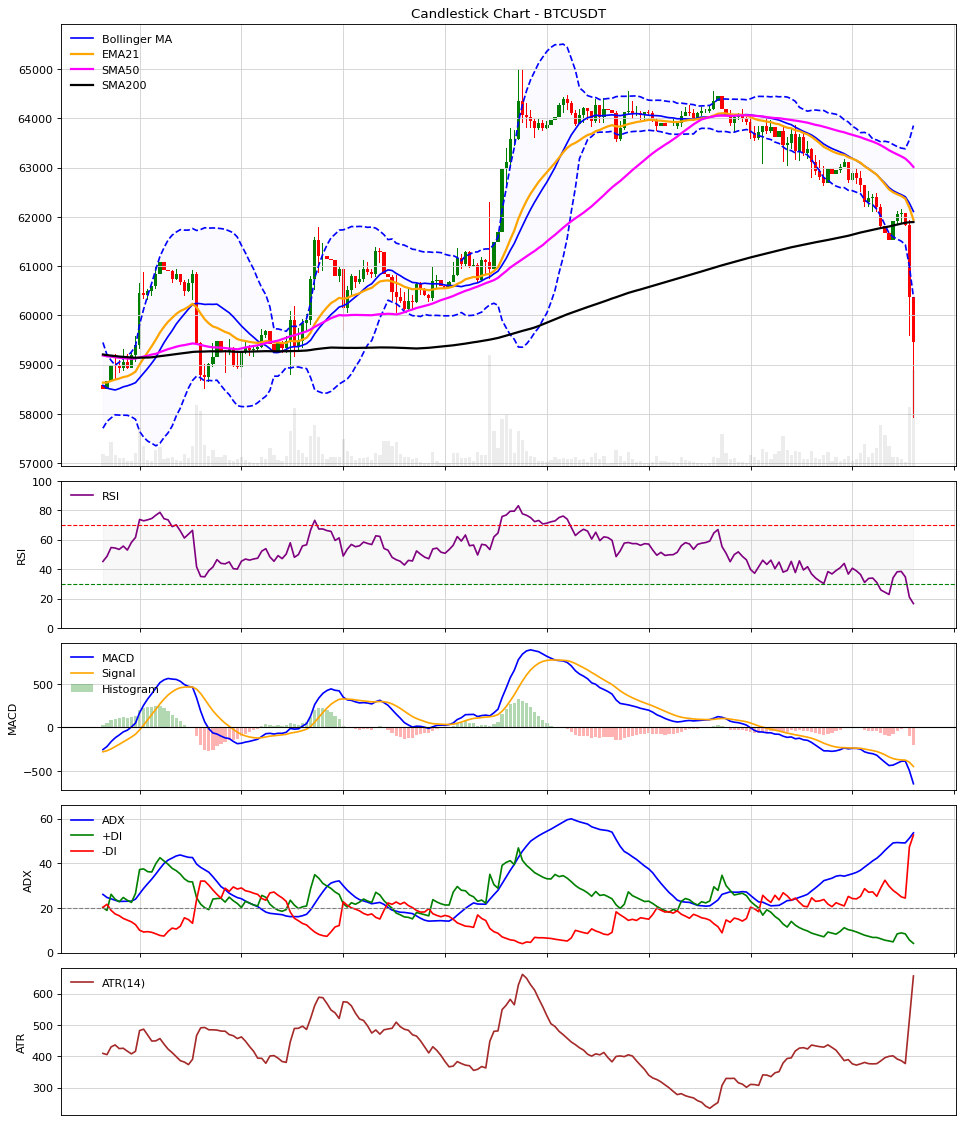 Candlestick Chart - BTCUSDT
Bollinger MA
EMA21
SMA50
SMA200
65000
64000
63000
62000
61000
60000
59000
58000
57000
RSI
100
80
60
40
20
0
RSI
MACD
Signal
Histogram
500
0
−500
MACD
ADX
+DI
-DI
60
40
20
0
ADX
ATR(14)
600
500
400
300
ATR